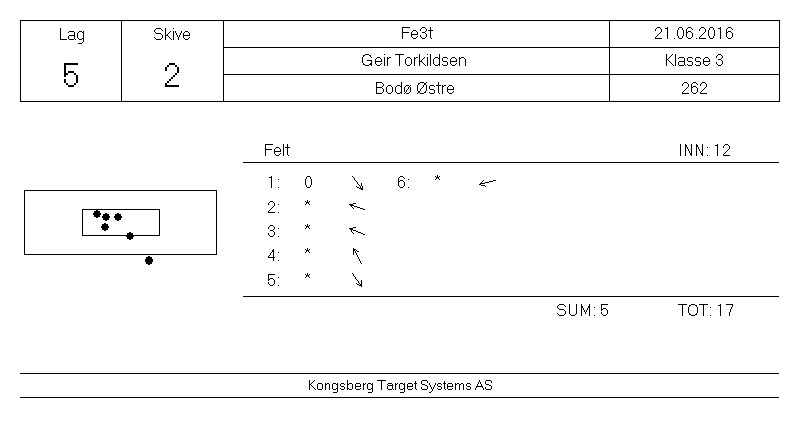 Lag Skive Fe3t 21.06.2016
5 2 Geir Torkildsen Klasse 3
Bodø Østre 262
Felt INN: 12
1: 0 ↘ 6: * ←
2: * ↖
3: * ↖
4: * ↖
5: * ↘
SUM: 5 TOT: 17
Kongsberg Target Systems AS